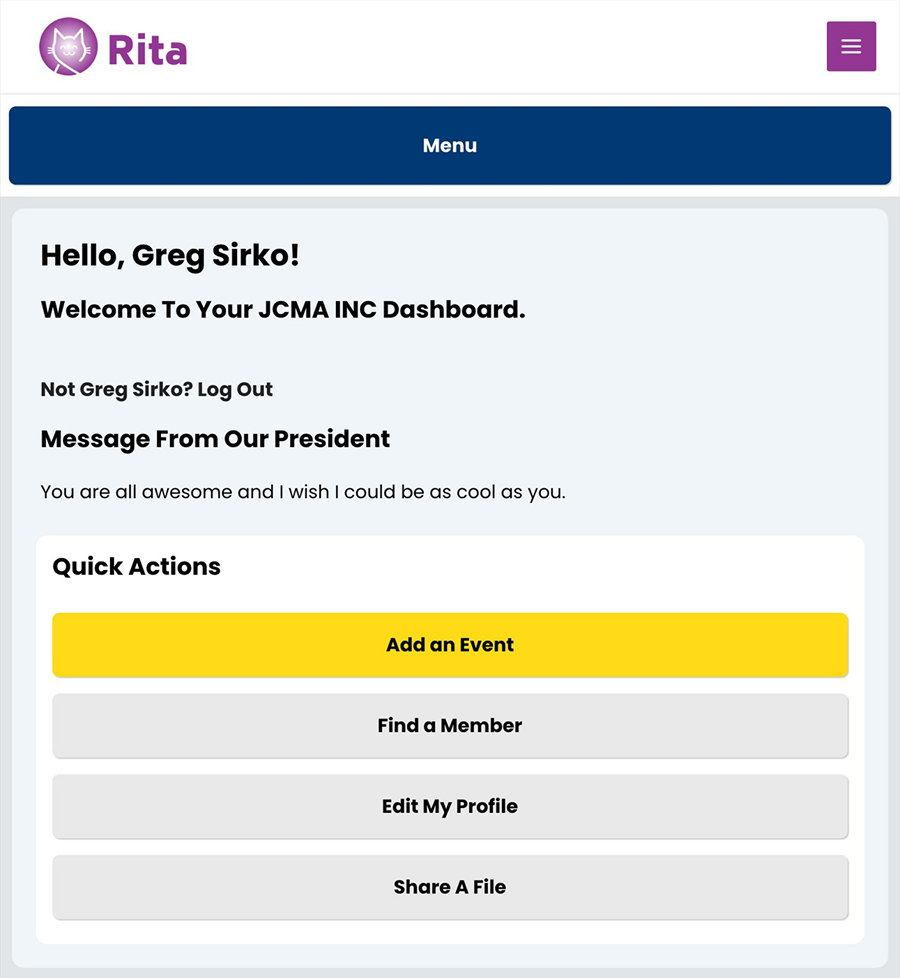 Rita
Menu
Hello, Greg Sirko!
Welcome To Your JCMA INC Dashboard.
Not Greg Sirko? Log Out
Message From Our President
You are all awesome and I wish I could be as cool as you.
Quick Actions
Add an Event
Find a Member
Edit My Profile
Share A File